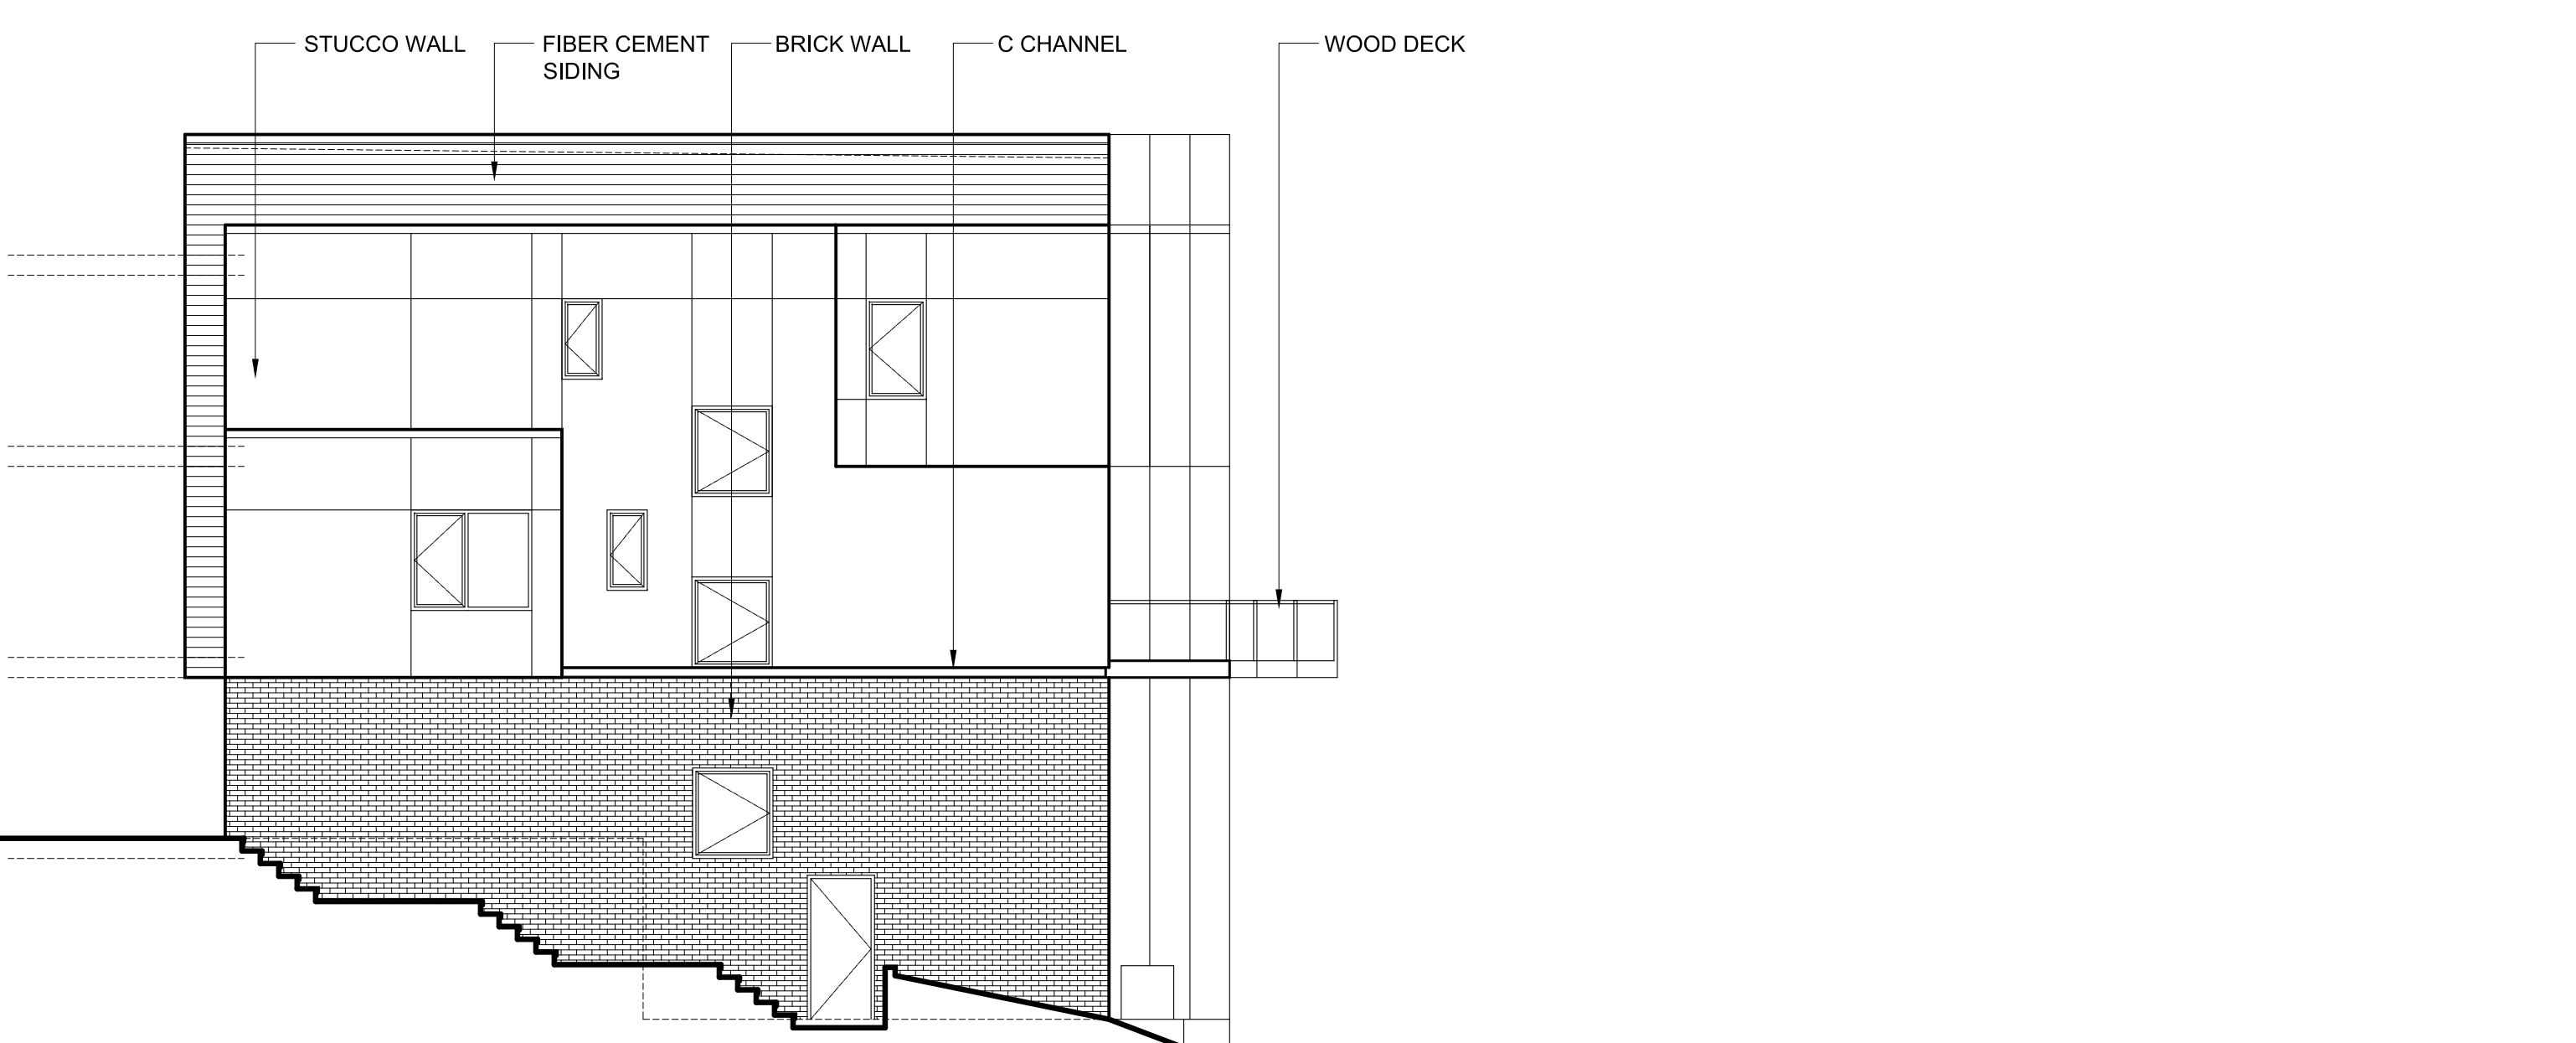 STUCCO WALL
FIBER CEMENT
SIDING
BRICK WALL
C CHANNEL
WOOD DECK